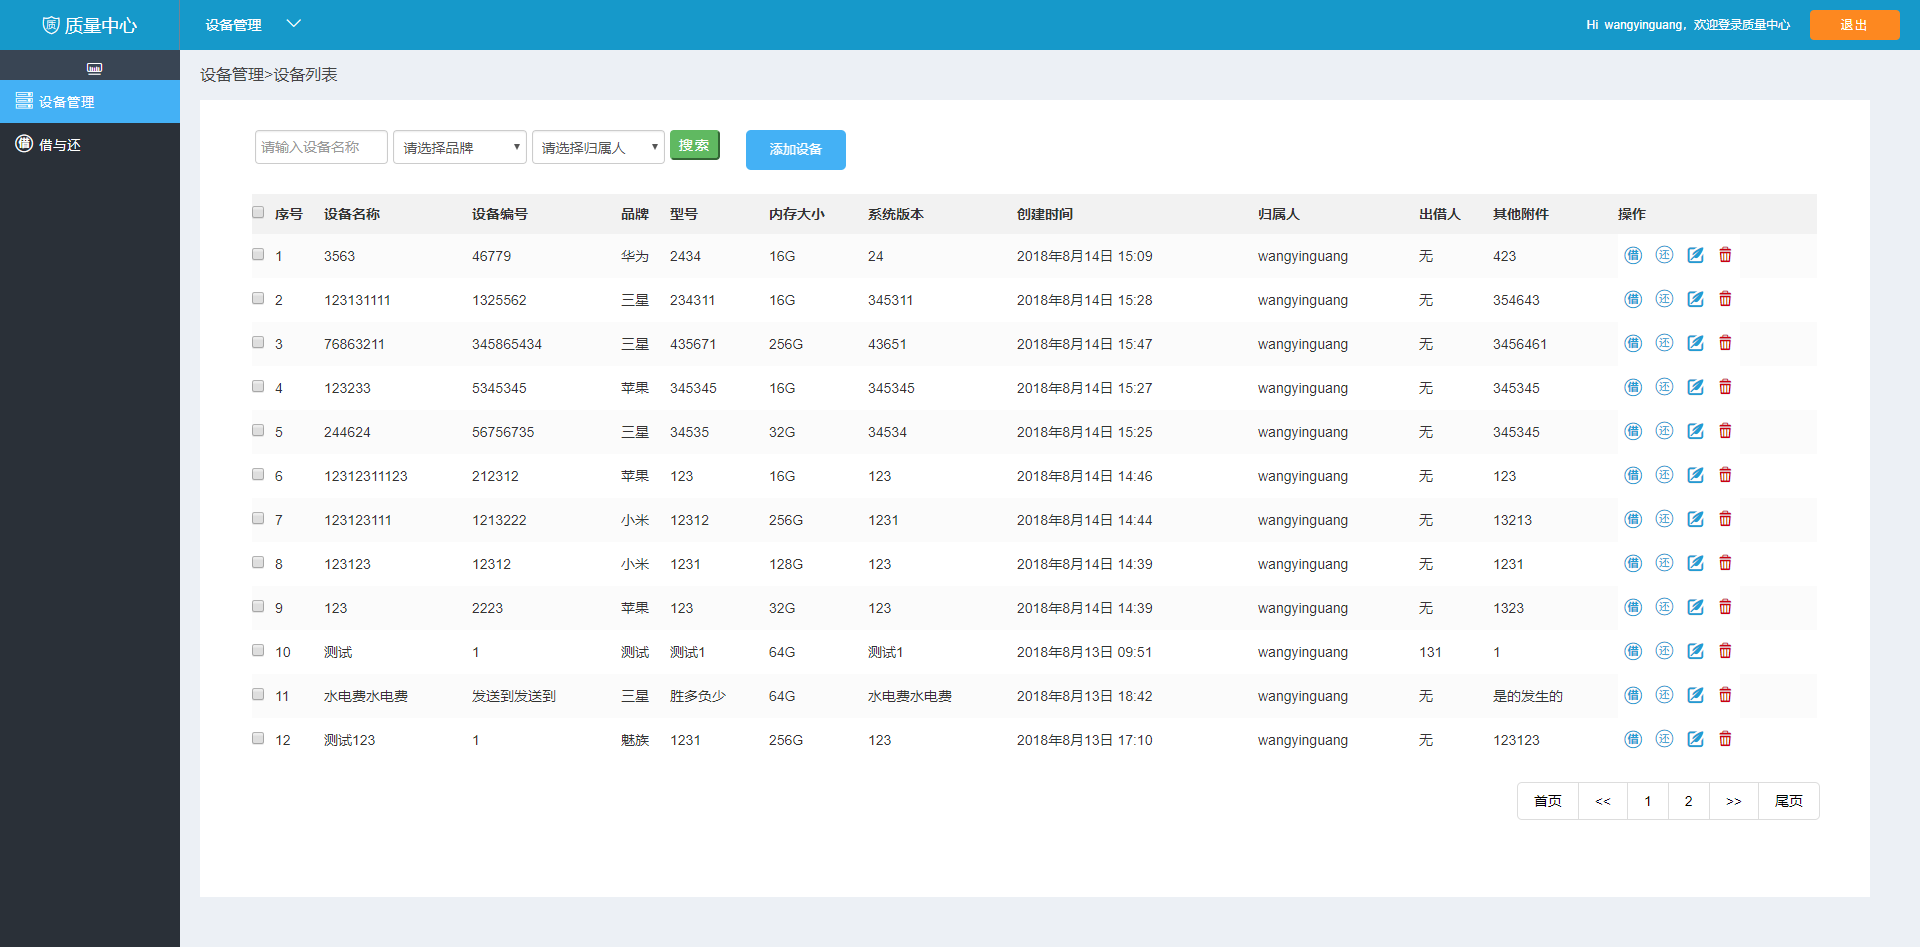 质 质量中心 设备管理 Hi wangyinguang，欢迎登录质量中心 退出
设备管理
借 借与还
设备管理>设备列表
请输入设备名称 请选择品牌 请选择归属人 搜索 添加设备
序号 设备名称 设备编号 品牌 型号 内存大小 系统版本 创建时间 归属人 出借人 其他附件 操作
1 3563 46779 华为 2434 16G 24 2018年8月14日 15:09 wangyinguang 无 423 借 还
2 123131111 1325562 三星 234311 16G 345311 2018年8月14日 15:28 wangyinguang 无 354643 借 还
3 76863211 345865434 三星 435671 256G 43651 2018年8月14日 15:47 wangyinguang 无 3456461 借 还
4 123233 5345345 苹果 345345 16G 345345 2018年8月14日 15:27 wangyinguang 无 345345 借 还
5 244624 56756735 三星 34535 32G 34534 2018年8月14日 15:25 wangyinguang 无 345345 借 还
6 12312311123 212312 苹果 123 16G 123 2018年8月14日 14:46 wangyinguang 无 123 借 还
7 123123111 1213222 小米 12312 256G 1231 2018年8月14日 14:44 wangyinguang 无 13213 借 还
8 123123 12312 小米 1231 128G 123 2018年8月14日 14:39 wangyinguang 无 1231 借 还
9 123 2223 苹果 123 32G 123 2018年8月14日 14:39 wangyinguang 无 1323 借 还
10 测试 1 测试 测试1 64G 测试1 2018年8月13日 09:51 wangyinguang 131 1 借 还
11 水电费水电费 发送到发送到 三星 胜多负少 64G 水电费水电费 2018年8月13日 18:42 wangyinguang 无 是的发生的 借 还
12 测试123 1 魅族 1231 256G 123 2018年8月13日 17:10 wangyinguang 无 123123 借 还
首页 << 1 2 >> 尾页